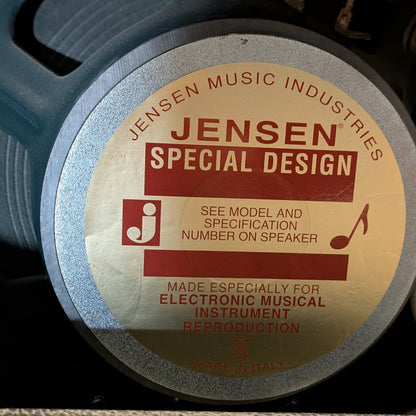 JENSEN MUSIC INDUSTRIES
JENSEN®
SPECIAL DESIGN
j
SEE MODEL AND
SPECIFICATION
NUMBER ON SPEAKER
MADE ESPECIALLY FOR
ELECTRONIC MUSICAL
INSTRUMENT
REPRODUCTION
MADE IN ITALY